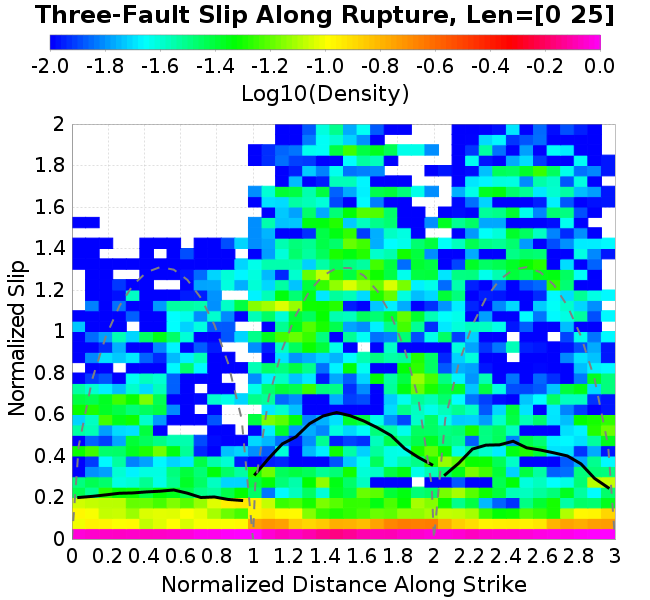 Three-Fault Slip Along Rupture, Len=[0 25]
-2.0 -1.8 -1.6 -1.4 -1.2 -1.0 -0.8 -0.6 -0.4 -0.2 0.0
Log10(Density)
2
1.8
1.6
1.4
1.2
1
0.8
0.6
0.4
0.2
0
Normalized Slip
0 0.2 0.4 0.6 0.8 1 1.2 1.4 1.6 1.8 2 2.2 2.4 2.6 2.8 3
Normalized Distance Along Strike